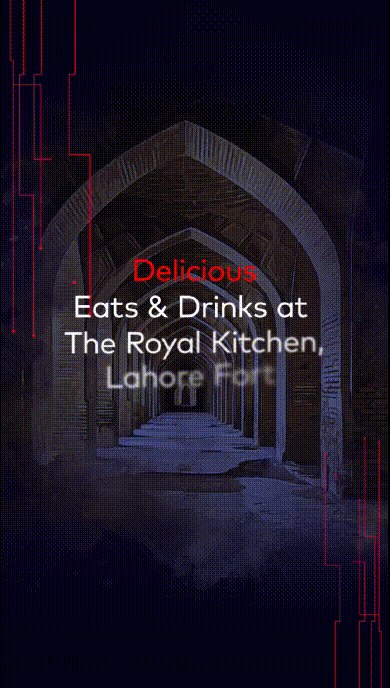 Delicious
Eats & Drinks at
The Royal Kitchen,
Lahore Fort